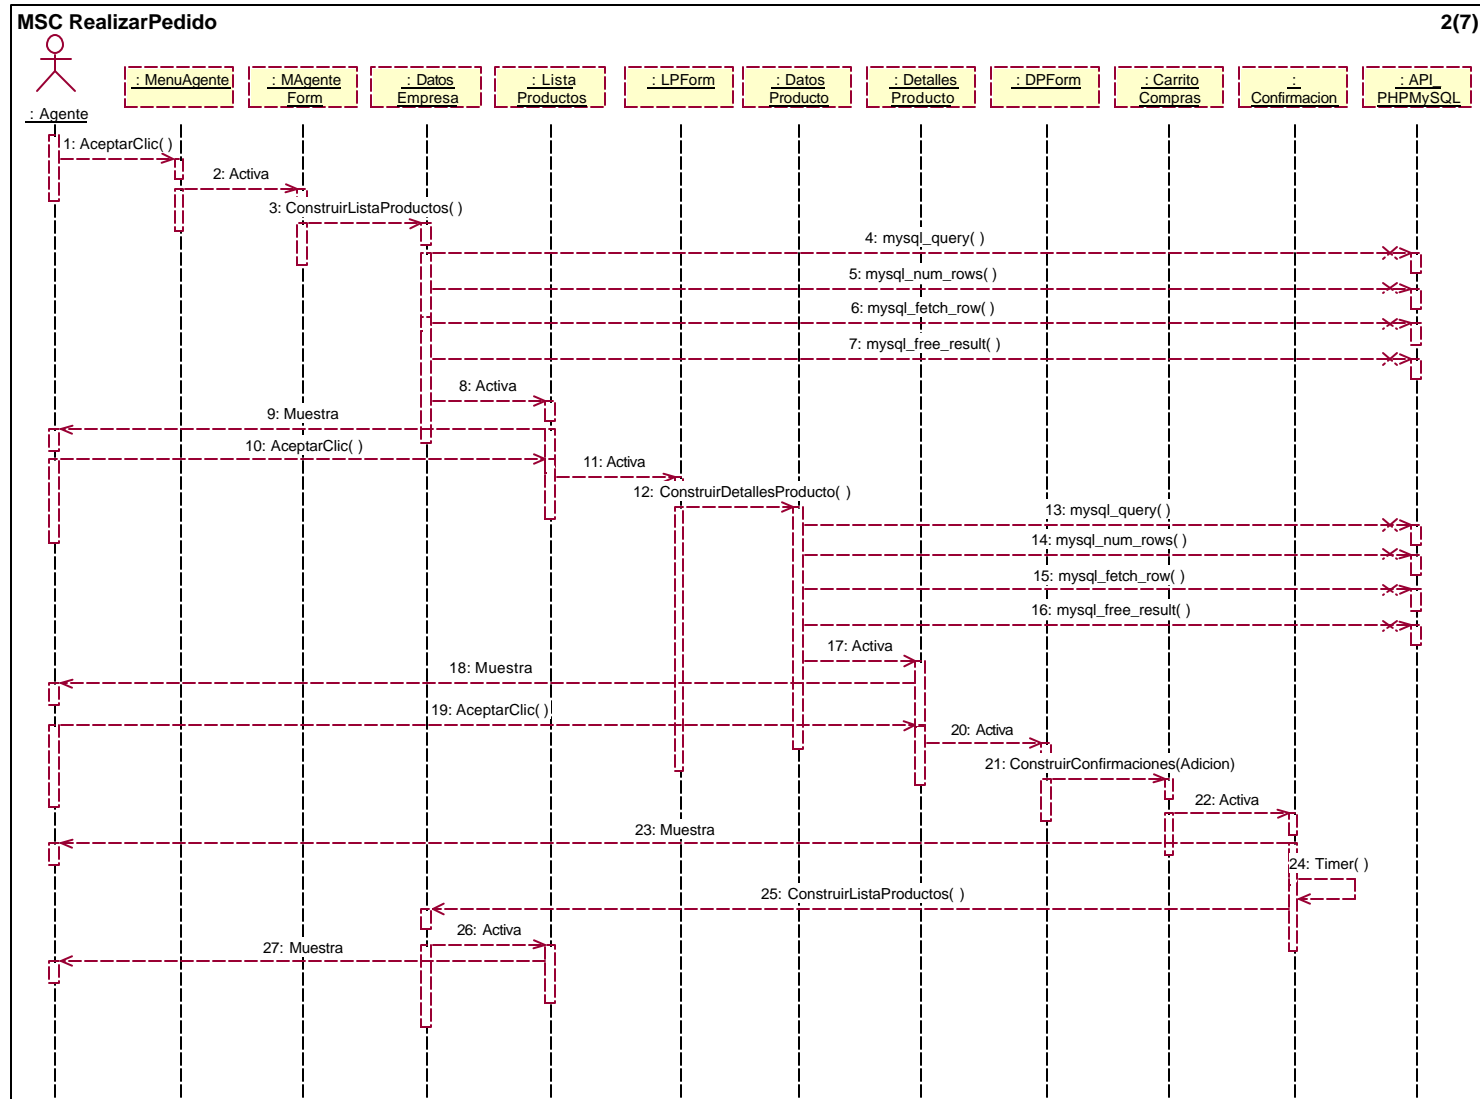 MSC RealizarPedido
2(7)
: Agente
: MenuAgente
: MAgente
Form
: Datos
Empresa
: Lista
Productos
: LPForm
: Datos
Producto
: Detalles
Producto
: DPForm
: Carrito
Compras
:
Confirmacion
: API_
PHPMySQL
1: AceptarClic( )
2: Activa
3: ConstruirListaProductos( )
4: mysql_query( )
5: mysql_num_rows( )
6: mysql_fetch_row( )
7: mysql_free_result( )
8: Activa
9: Muestra
10: AceptarClic( )
11: Activa
12: ConstruirDetallesProducto( )
13: mysql_query( )
14: mysql_num_rows( )
15: mysql_fetch_row( )
16: mysql_free_result( )
17: Activa
18: Muestra
19: AceptarClic( )
20: Activa
21: ConstruirConfirmaciones(Adicion)
22: Activa
23: Muestra
24: Timer( )
25: ConstruirListaProductos( )
26: Activa
27: Muestra